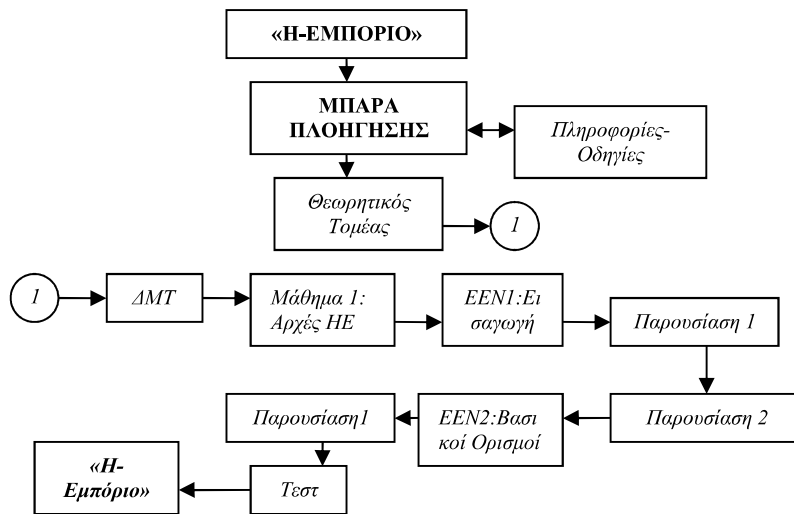 «Η-ΕΜΠΟΡΙΟ»
ΜΠΑΡΑ
ΠΛΟΗΓΗΣΗΣ
Πληροφορίες-
Οδηγίες
Θεωρητικός
Τομέας
1
1
ΔΜΤ
Μάθημα 1:
Αρχές ΗΕ
ΕΕΝ1:Ει
σαγωγή
Παρουσίαση 1
Παρουσίαση1
ΕΕΝ2:Βασι
κοί Ορισμοί
Παρουσίαση 2
«Η-
Εμπόριο»
Τεστ